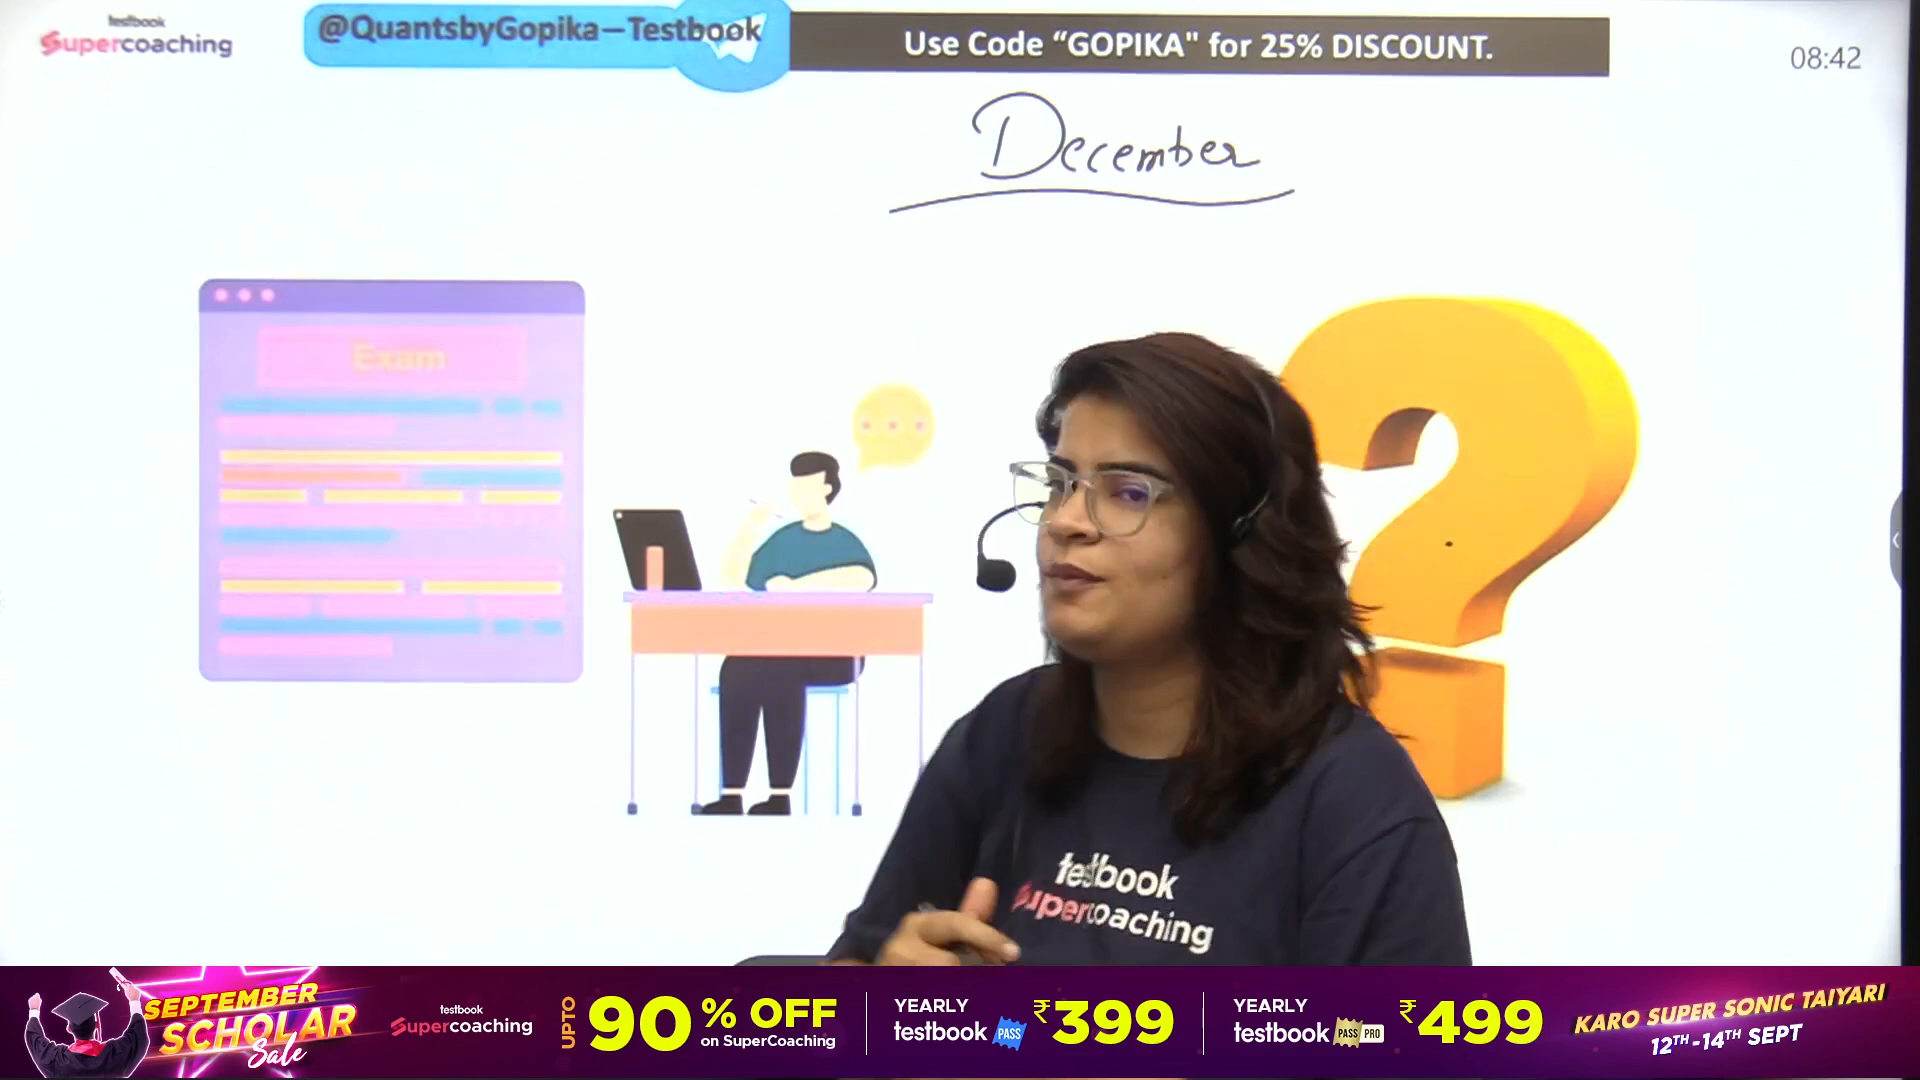 testbook
Supercoaching
@QuantsbyGopika–Testbook
Use Code “GOPIKA" for 25% DISCOUNT.
08:42
December
Exam
testbook
Supercoaching
SEPTEMBER
SCHOLAR
Sale
testbook
Supercoaching
UPTO
90% OFF
on SuperCoaching
YEARLY
testbook PASS
₹399
YEARLY
testbook PASS PRO
₹499
KARO SUPER SONIC TAIYARI
12TH-14TH SEPT